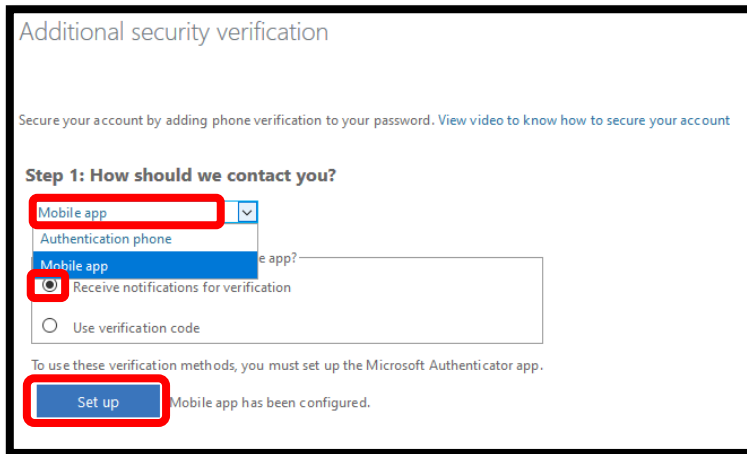 Additional security verification
Secure your account by adding phone verification to your password. View video to know how to secure your account
Step 1: How should we contact you?
Mobile app
Authentication phone
Mobile app
e app?
Receive notifications for verification
Use verification code
To use these verification methods, you must set up the Microsoft Authenticator app.
Set up Mobile app has been configured.